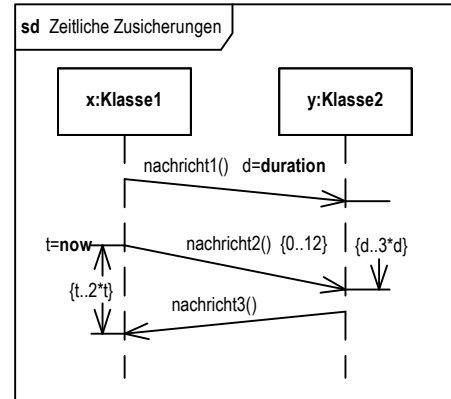 sd Zeitliche Zusicherungen
x:Klasse1
y:Klasse2
nachricht1() d=duration
t=now
nachricht2() {0..12}
{d..3*d}
{t..2*t}
nachricht3()